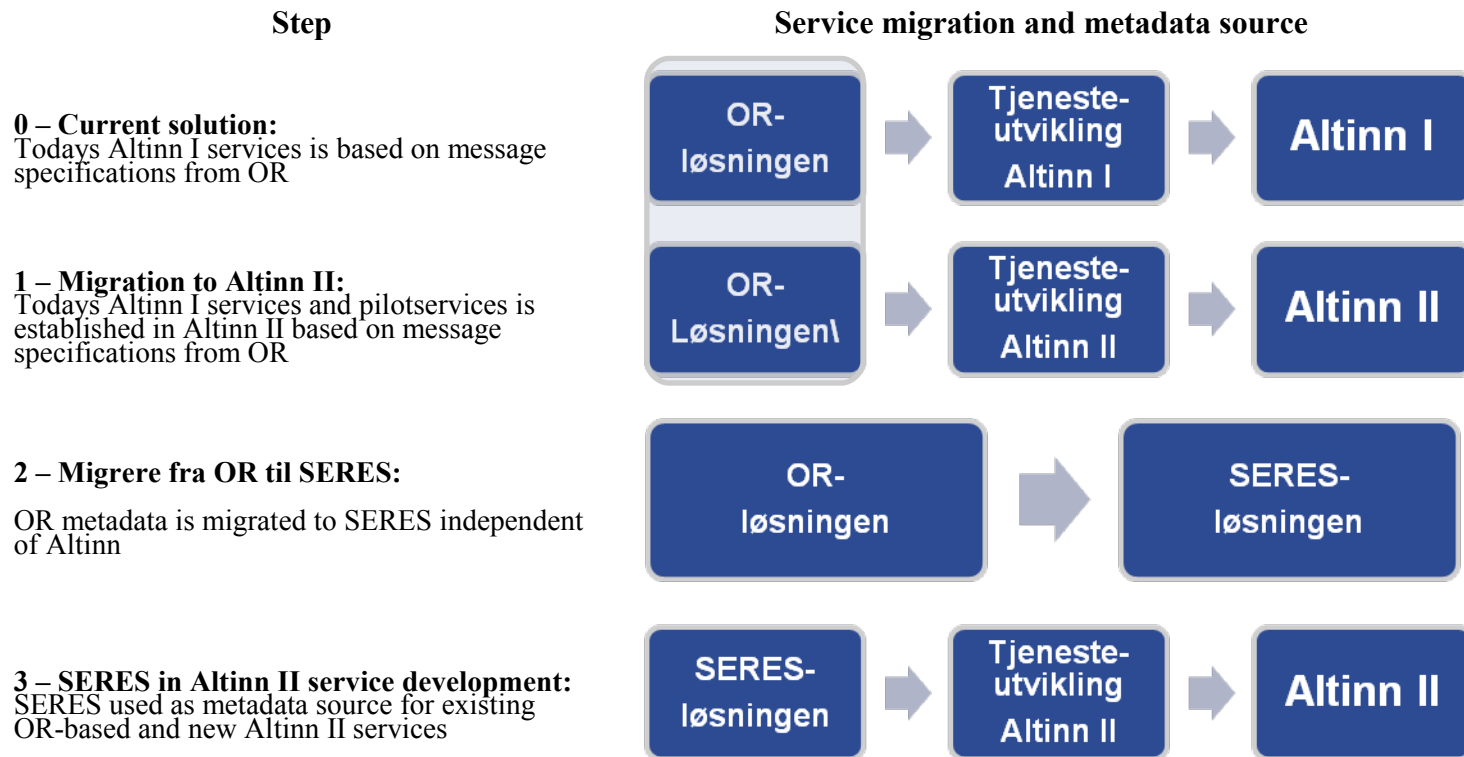 Step
Service migration and metadata source
0 – Current solution:
Todays Altinn I services is based on message
specifications from OR
OR-
løsningen
Tjeneste-
utvikling
Altinn I
Altinn I
1 – Migration to Altinn II:
Todays Altinn I services and pilotservices is
established in Altinn II based on message
specifications from OR
OR-
Løsningen\
Tjeneste-
utvikling
Altinn II
Altinn II
2 – Migrere fra OR til SERES:
OR metadata is migrated to SERES independent
of Altinn
OR-
løsningen
SERES-
løsningen
3 – SERES in Altinn II service development:
SERES used as metadata source for existing
OR-based and new Altinn II services
SERES-
løsningen
Tjeneste-
utvikling
Altinn II
Altinn II